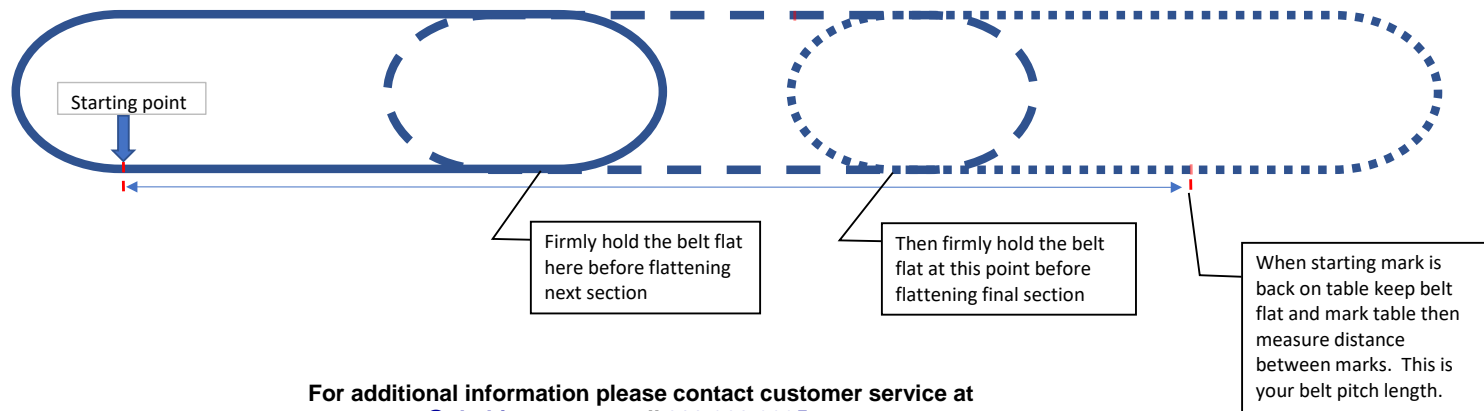 Starting point
Firmly hold the belt flat
here before flattening
next section
Then firmly hold the belt
flat at this point before
flattening final section
When starting mark is
back on table keep belt
flat and mark table then
measure distance
between marks. This is
your belt pitch length.
For additional information please contact customer service at